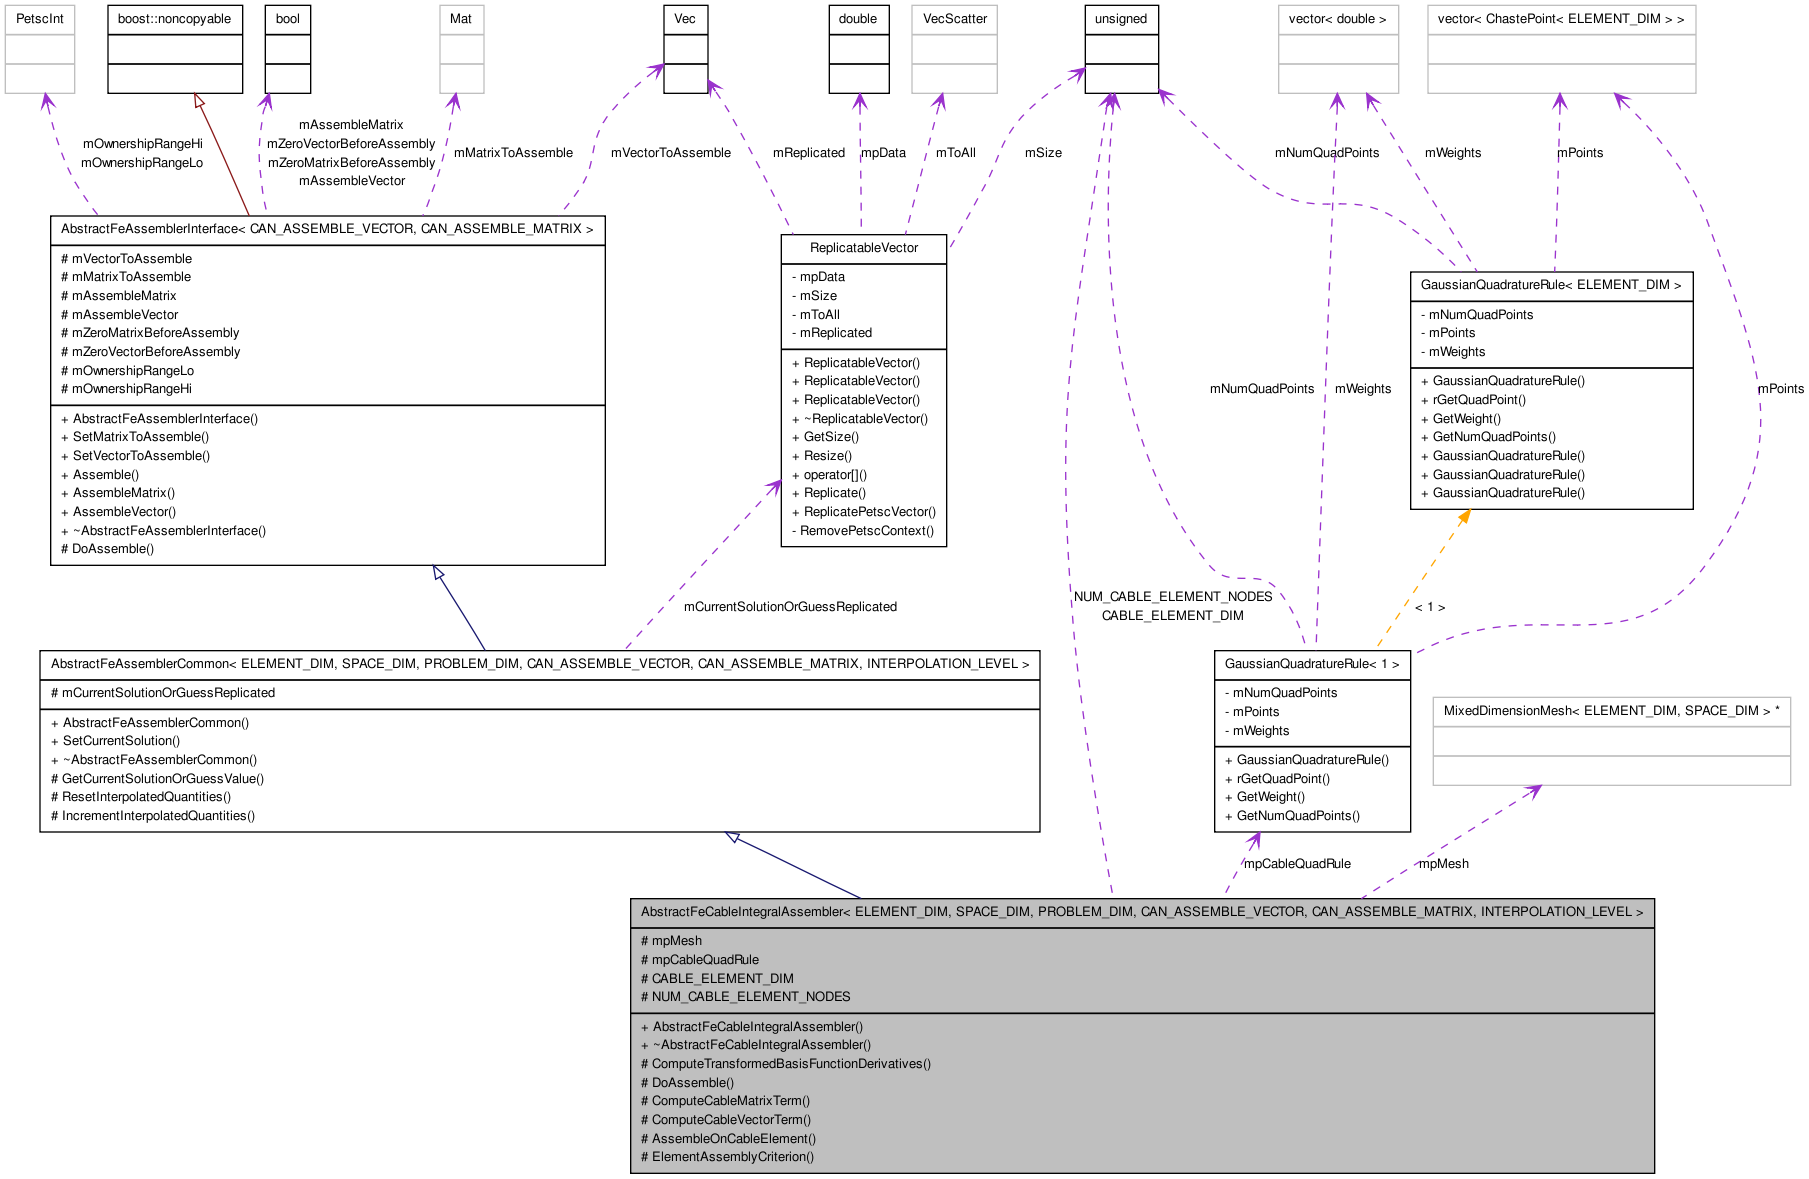 PetscInt
boost::noncopyable
bool
Mat
Vec
double
VecScatter
unsigned
vector< double >
vector< ChastePoint< ELEMENT_DIM > >
mOwnershipRangeHi
mOwnershipRangeLo
mAssembleMatrix
mZeroVectorBeforeAssembly
mZeroMatrixBeforeAssembly
mAssembleVector
mMatrixToAssemble
mVectorToAssemble
mReplicated
mpData
mToAll
mSize
mNumQuadPoints
mWeights
mPoints
AbstractFeAssemblerInterface< CAN_ASSEMBLE_VECTOR, CAN_ASSEMBLE_MATRIX >
# mVectorToAssemble
# mMatrixToAssemble
# mAssembleMatrix
# mAssembleVector
# mZeroMatrixBeforeAssembly
# mZeroVectorBeforeAssembly
# mOwnershipRangeLo
# mOwnershipRangeHi
+ AbstractFeAssemblerInterface()
+ SetMatrixToAssemble()
+ SetVectorToAssemble()
+ Assemble()
+ AssembleMatrix()
+ AssembleVector()
+ ~AbstractFeAssemblerInterface()
# DoAssemble()
ReplicatableVector
- mpData
- mSize
- mToAll
- mReplicated
+ ReplicatableVector()
+ ReplicatableVector()
+ ReplicatableVector()
+ ~ReplicatableVector()
+ GetSize()
+ Resize()
+ operator[]()
+ Replicate()
+ ReplicatePetscVector()
- RemovePetscContext()
GaussianQuadratureRule< ELEMENT_DIM >
- mNumQuadPoints
- mPoints
- mWeights
+ GaussianQuadratureRule()
+ rGetQuadPoint()
+ GetWeight()
+ GetNumQuadPoints()
+ GaussianQuadratureRule()
+ GaussianQuadratureRule()
+ GaussianQuadratureRule()
mNumQuadPoints
mWeights
mPoints
mCurrentSolutionOrGuessReplicated
NUM_CABLE_ELEMENT_NODES
CABLE_ELEMENT_DIM
< 1 >
AbstractFeAssemblerCommon< ELEMENT_DIM, SPACE_DIM, PROBLEM_DIM, CAN_ASSEMBLE_VECTOR, CAN_ASSEMBLE_MATRIX, INTERPOLATION_LEVEL >
# mCurrentSolutionOrGuessReplicated
+ AbstractFeAssemblerCommon()
+ SetCurrentSolution()
+ ~AbstractFeAssemblerCommon()
# GetCurrentSolutionOrGuessValue()
# ResetInterpolatedQuantities()
# IncrementInterpolatedQuantities()
GaussianQuadratureRule< 1 >
- mNumQuadPoints
- mPoints
- mWeights
+ GaussianQuadratureRule()
+ rGetQuadPoint()
+ GetWeight()
+ GetNumQuadPoints()
MixedDimensionMesh< ELEMENT_DIM, SPACE_DIM > *
mpCableQuadRule
mpMesh
AbstractFeCableIntegralAssembler< ELEMENT_DIM, SPACE_DIM, PROBLEM_DIM, CAN_ASSEMBLE_VECTOR, CAN_ASSEMBLE_MATRIX, INTERPOLATION_LEVEL >
# mpMesh
# mpCableQuadRule
# CABLE_ELEMENT_DIM
# NUM_CABLE_ELEMENT_NODES
+ AbstractFeCableIntegralAssembler()
+ ~AbstractFeCableIntegralAssembler()
# ComputeTransformedBasisFunctionDerivatives()
# DoAssemble()
# ComputeCableMatrixTerm()
# ComputeCableVectorTerm()
# AssembleOnCableElement()
# ElementAssemblyCriterion()